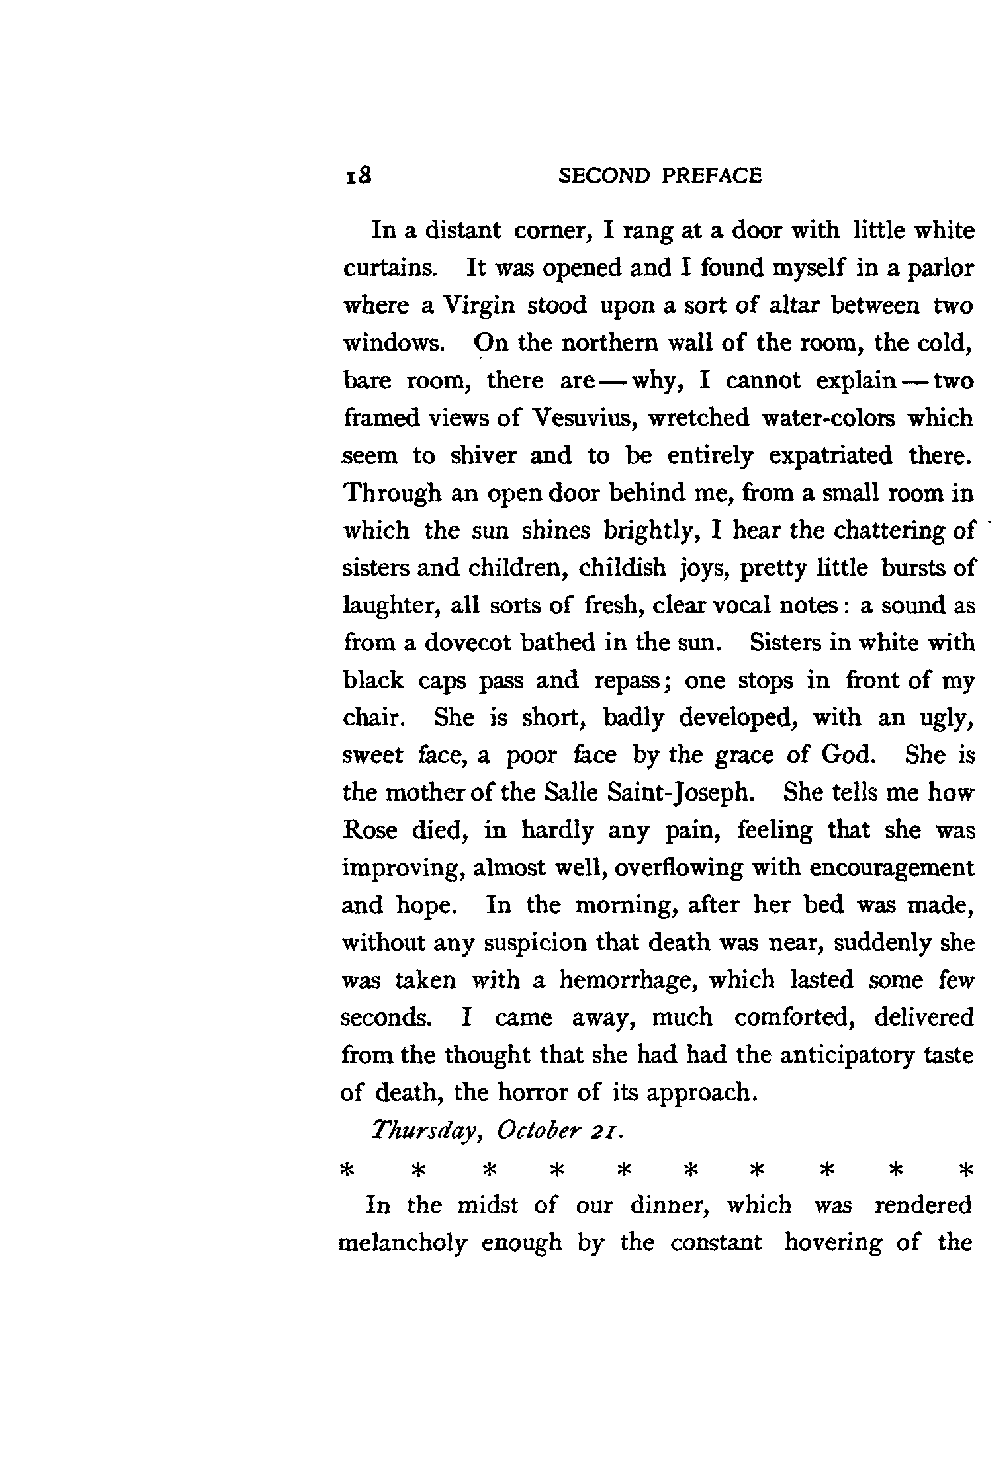 18 SECOND PREFACE
In a distant corner, I rang at a door with little white
curtains. It was opened and I found myself in a parlor
where a Virgin stood upon a sort of altar between two
windows. On the northern wall of the room, the cold,
bare room, there are—why, I cannot explain—two
framed views of Vesuvius, wretched water-colors which
seem to shiver and to be entirely expatriated there.
Through an open door behind me, from a small room in
which the sun shines brightly, I hear the chattering of
sisters and children, childish joys, pretty little bursts of
laughter, all sorts of fresh, clear vocal notes: a sound as
from a dovecot bathed in the sun. Sisters in white with
black caps pass and repass; one stops in front of my
chair. She is short, badly developed, with an ugly,
sweet face, a poor face by the grace of God. She is
the mother of the Salle Saint-Joseph. She tells me how
Rose died, in hardly any pain, feeling that she was
improving, almost well, overflowing with encouragement
and hope. In the morning, after her bed was made,
without any suspicion that death was near, suddenly she
was taken with a hemorrhage, which lasted some few
seconds. I came away, much comforted, delivered
from the thought that she had had the anticipatory taste
of death, the horror of its approach.
Thursday, October 21.
* * * * * * * * * *
In the midst of our dinner, which was rendered
melancholy enough by the constant hovering of the